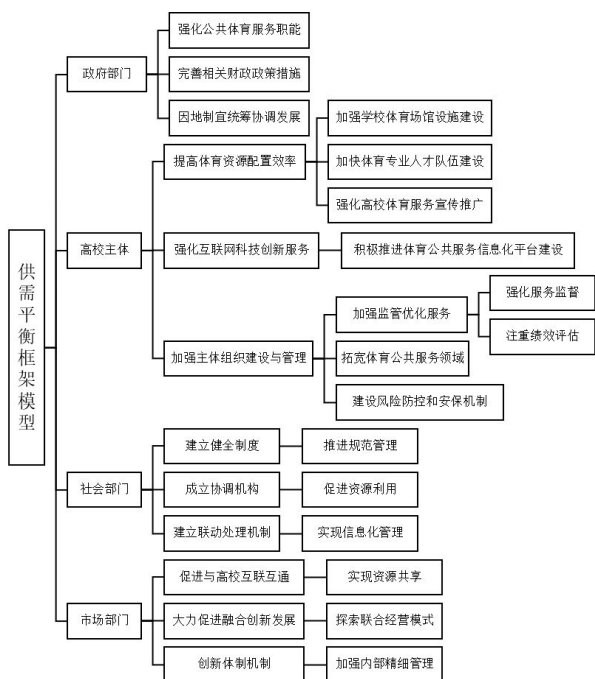 供需平衡框架模型
政府部门
强化公共体育服务职能
完善相关财政政策措施
因地制宜统筹协调发展
高校主体
提高体育资源配置效率
加强学校体育场馆设施建设
加快体育专业人才队伍建设
强化高校体育服务宣传推广
强化互联网科技创新服务
积极推进体育公共服务信息化平台建设
加强主体组织建设与管理
加强监管优化服务
强化服务监督
注重绩效评估
拓宽体育公共服务领域
建设风险防控和安保机制
社会部门
建立健全制度
推进规范管理
成立协调机构
促进资源利用
建立联动处理机制
实现信息化管理
市场部门
促进与高校互联互通
实现资源共享
大力促进融合创新发展
探索联合经营模式
创新体制机制
加强内部精细管理